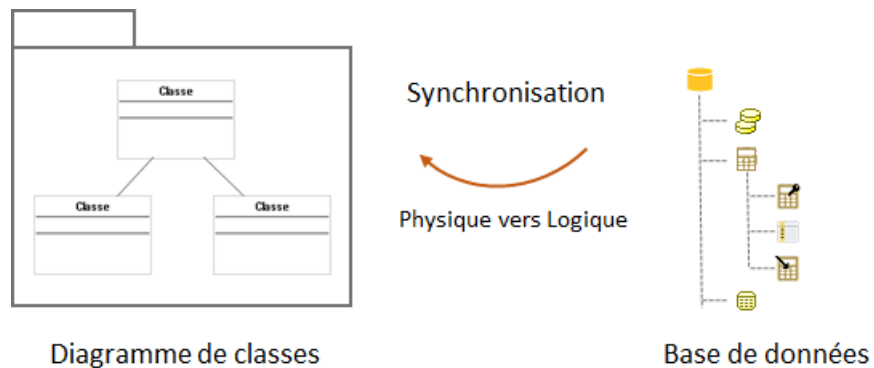 Classe
Synchronisation
Classe
Classe
Physique vers Logique
Diagramme de classes
Base de données